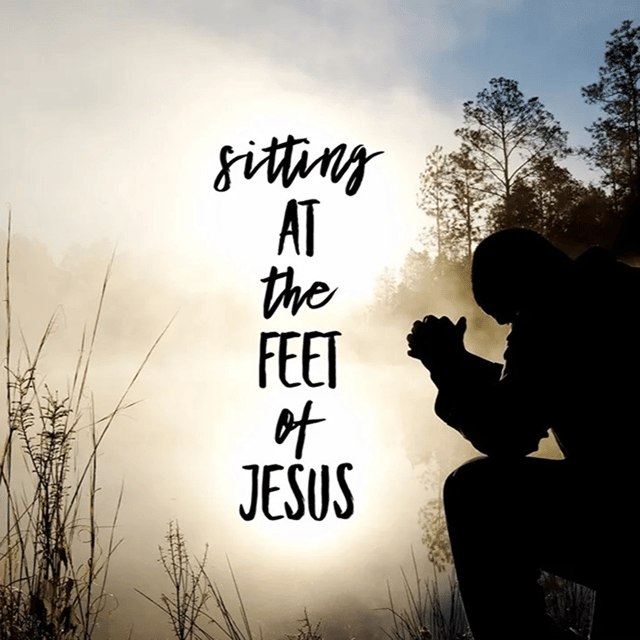 sitting
AT
the
FEET
of
JESUS